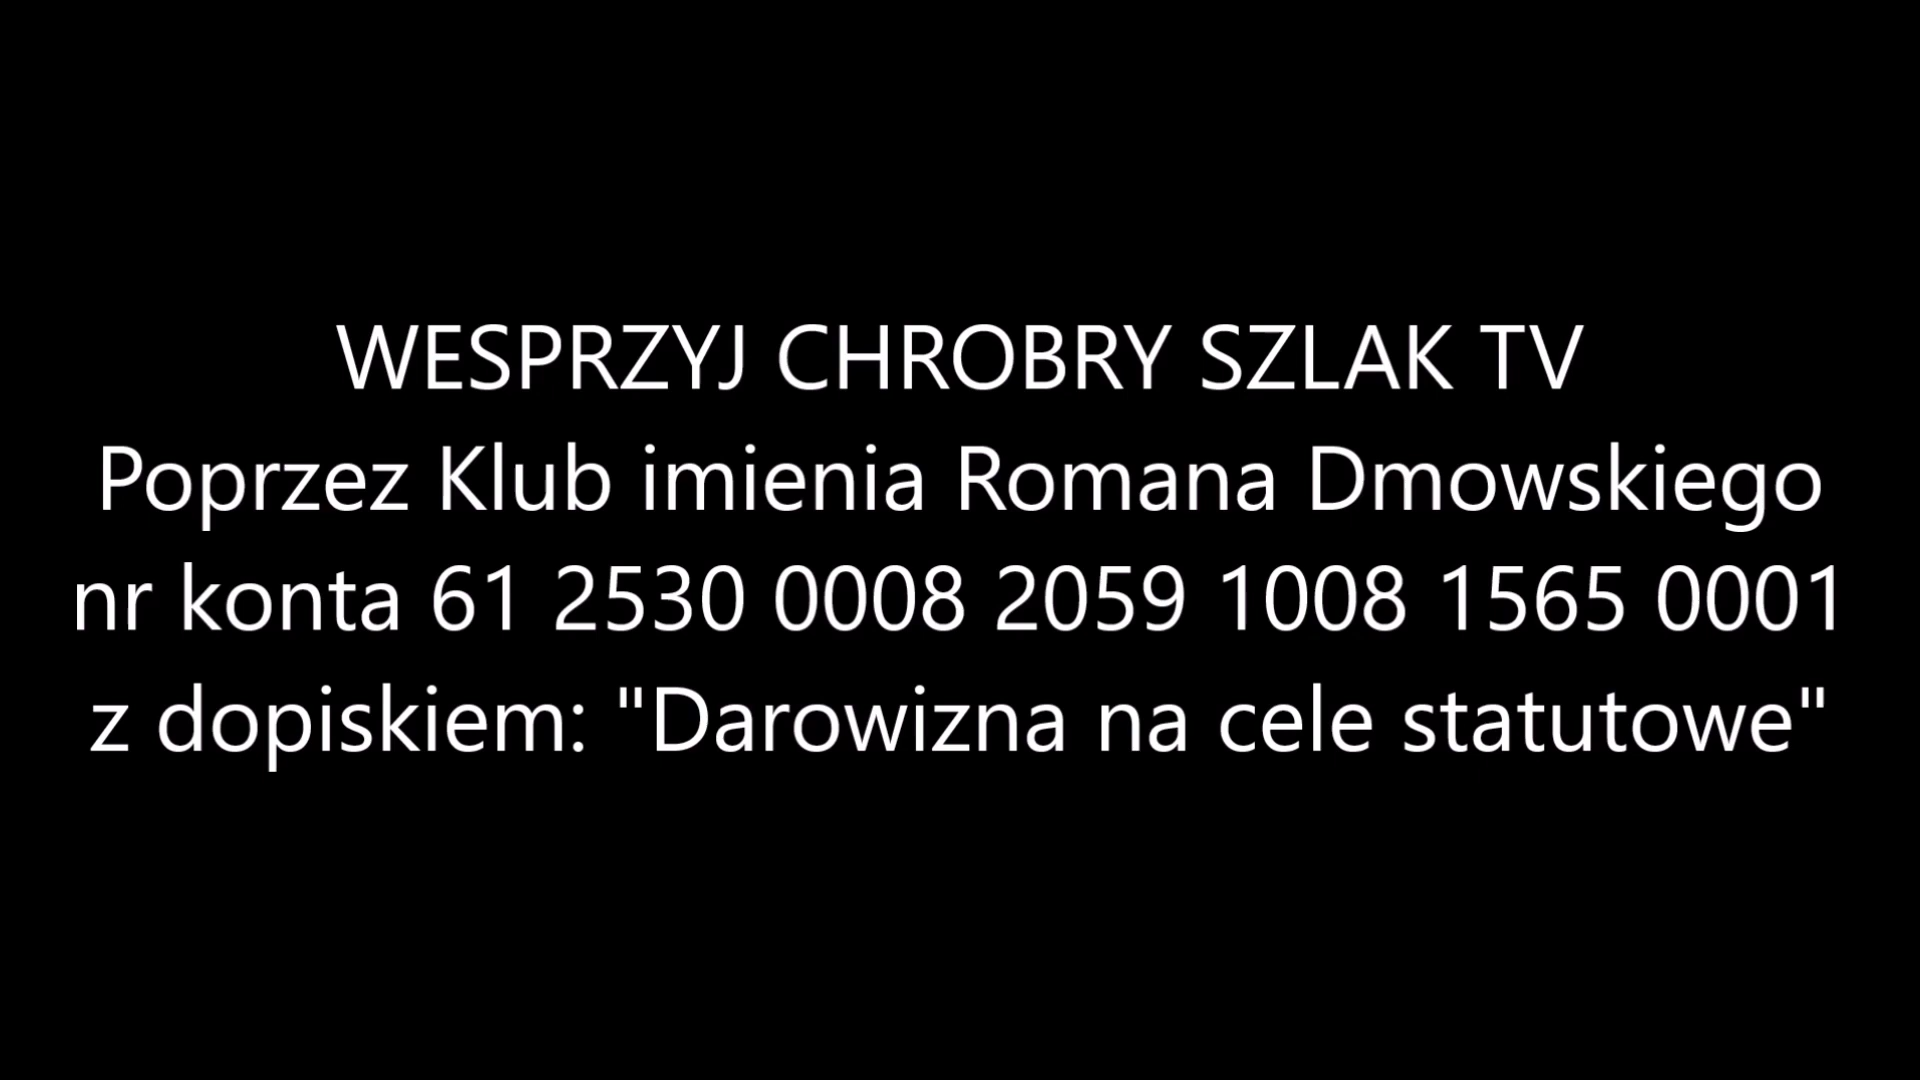 WESPRZYJ CHROBRY SZLAK TV
Poprzez Klub imienia Romana Dmowskiego
nr konta 61 2530 0008 2059 1008 1565 0001
z dopiskiem: "Darowizna na cele statutowe"